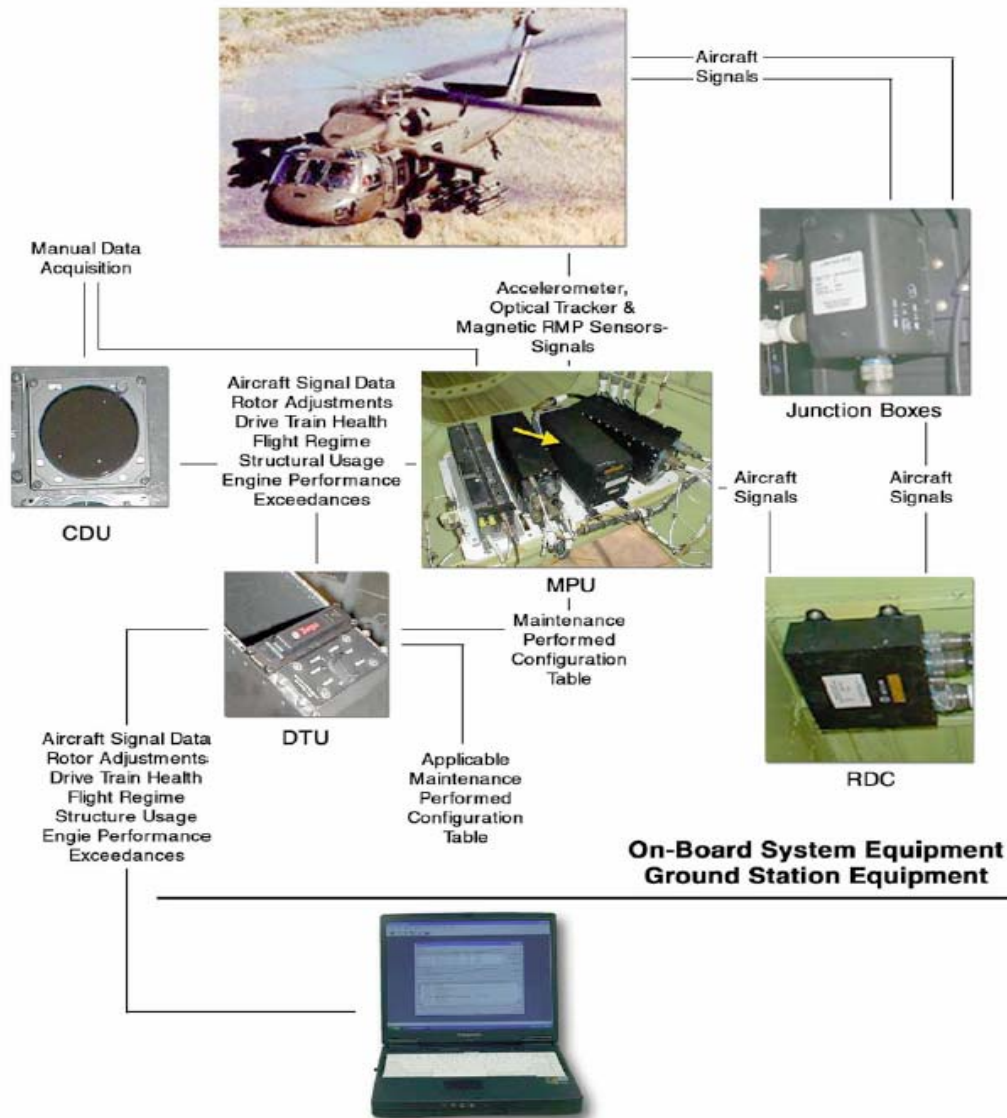 Aircraft
Signals
Manual Data
Acquisition
Accelerometer,
Optical Tracker &
Magnetic RMP Sensors-
Signals
Aircraft Signal Data
Rotor Adjustments
Drive Train Health
Flight Regime
Structural Usage
Engine Performance
Exceedances
Junction Boxes
Aircraft
Signals
Aircraft
Signals
CDU
MPU
Maintenance
Performed
Configuration
Table
DTU
RDC
Aircraft Signal Data
Rotor Adjustments
Drive Train Health
Flight Regime
Structure Usage
Engie Performance
Exceedances
Applicable
Maintenance
Performed
Configuration
Table
On-Board System Equipment
Ground Station Equipment